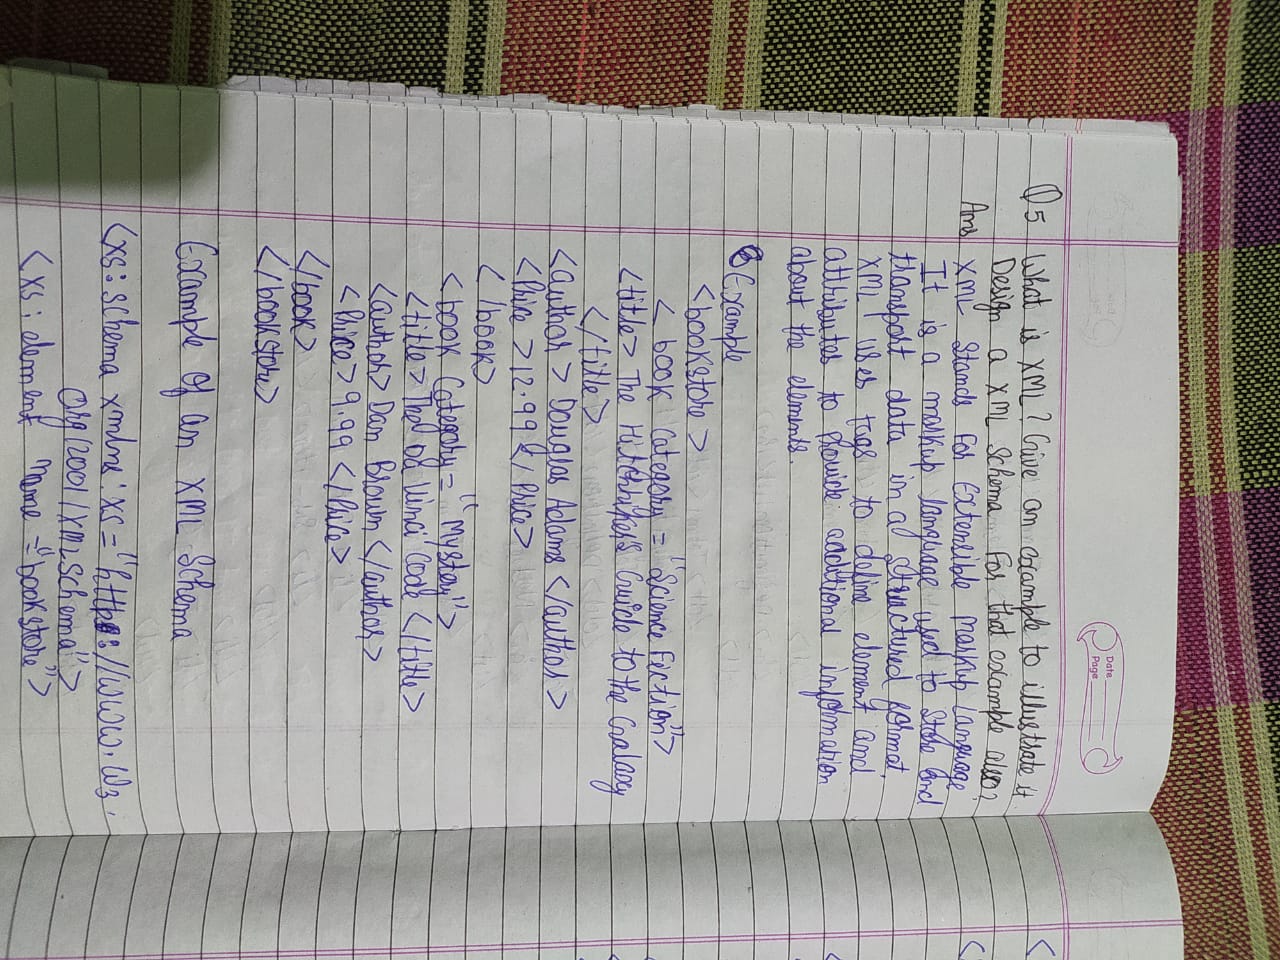 Date
Page
Q5 What is XML? Give an example to illustrate it
Design a XML Schema For that example also?
Ans XML Stands For Extensible Markup Language
It is a markup language used to Store and
transport data in a structured format.
XML uses tags to define element and
attributes to Provide additional information
about the elements.
Example
<bookstore>
< book Category = "Science Fiction">
<title> The Hitchhiker's Guide to the Galaxy
</title>
<author> Douglas Adams </author>
<Price >12.99 </ Price>
< /book>
<book Category = "Mystery">
<title> The Da Vinci Code </title>
<author> Dan Brown </author>
<Price> 9.99 </Price>
</book>
</bookstore>
Example Of an XML Schema
<xs: schema xmlns: xs = "http://www.w3.
org/2001/XMLSchema">
<xs: element name = "bookstore">